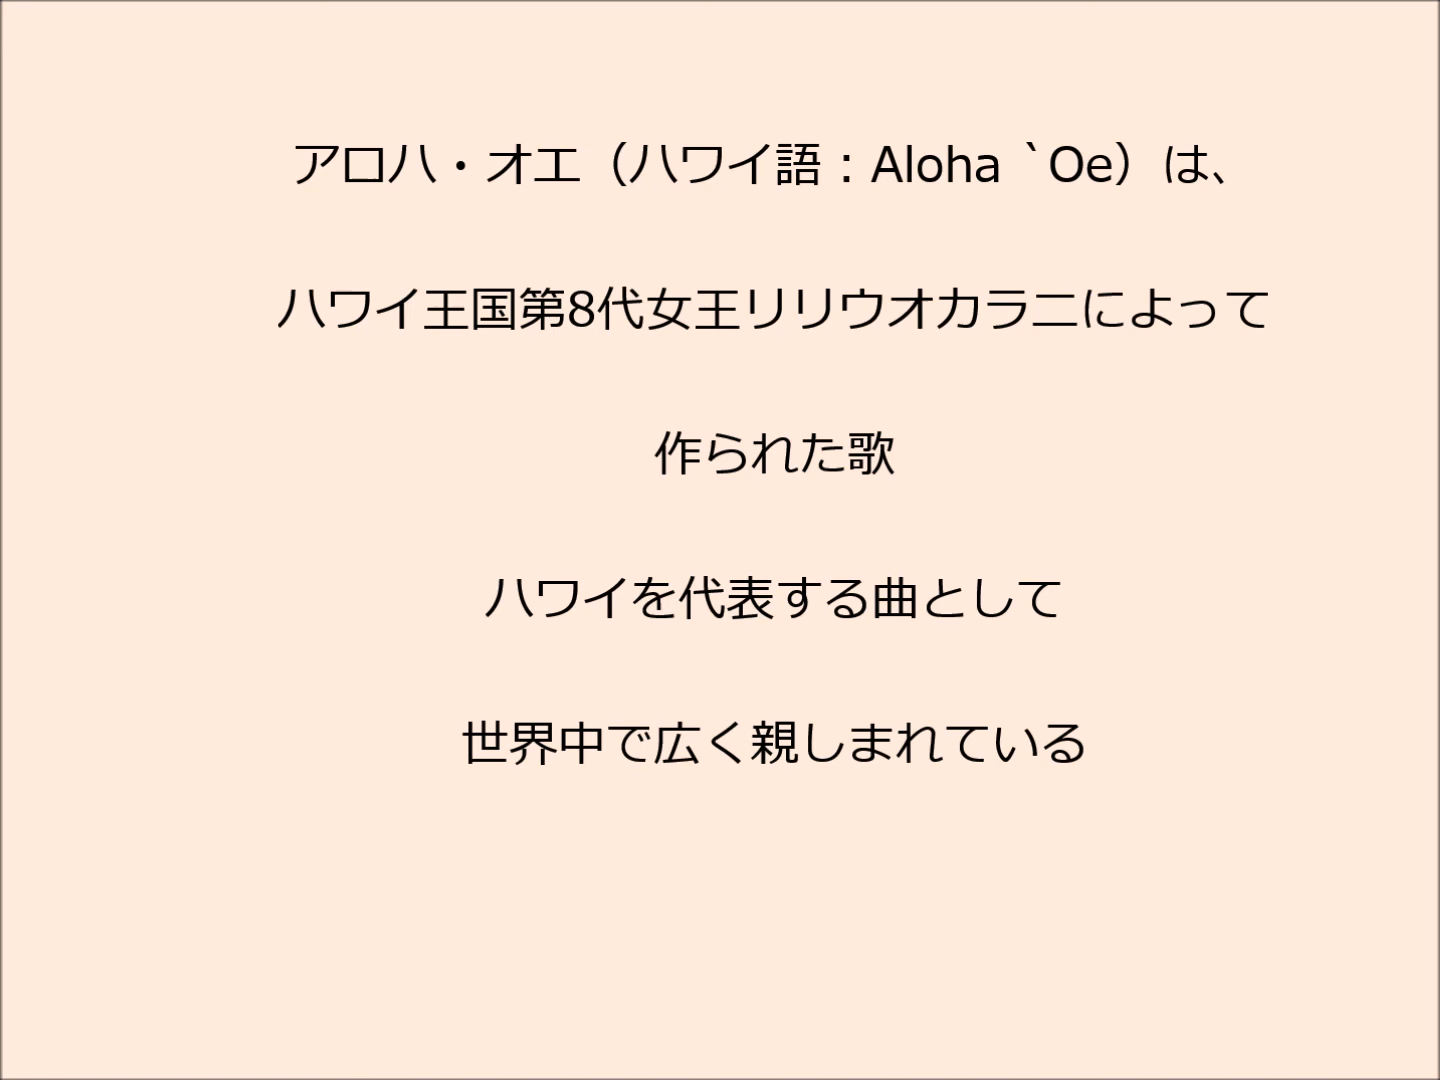 アロハ・オエ（ハワイ語：Aloha `Oe）は、
ハワイ王国第8代女王リリウオカラニによって
作られた歌
ハワイを代表する曲として
世界中で広く親しまれている